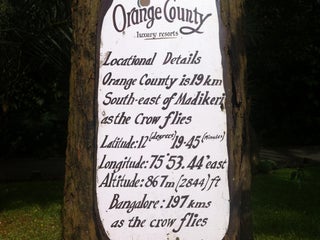 Orange County
luxury resorts
Locational Details
Orange County is 19 km
South-east of Madikeri
as the Crow flies
Latitude: 12 (degrees) 19.45 (Minutes)
Longitude: 75 53. 44 east
Altitude: 867m (2844) ft
Bangalore: 197 kms
as the crow flies